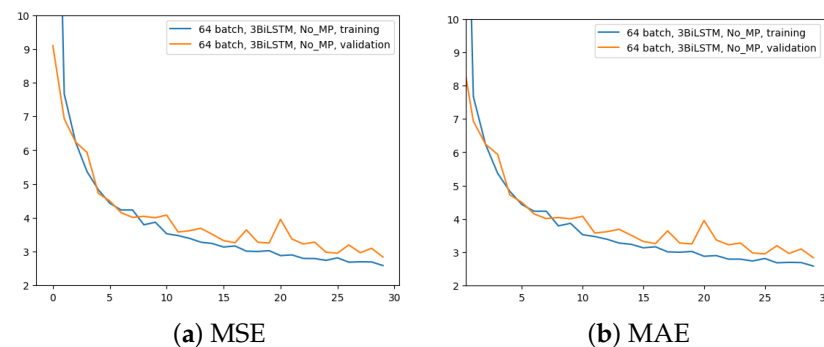 64 batch, 3BiLSTM, No_MP, training
64 batch, 3BiLSTM, No_MP, validation
10
9
8
7
6
5
4
3
2
0 5 10 15 20 25 30
(a) MSE
64 batch, 3BiLSTM, No_MP, training
64 batch, 3BiLSTM, No_MP, validation
10
9
8
7
6
5
4
3
2
5 10 15 20 25 30
(b) MAE